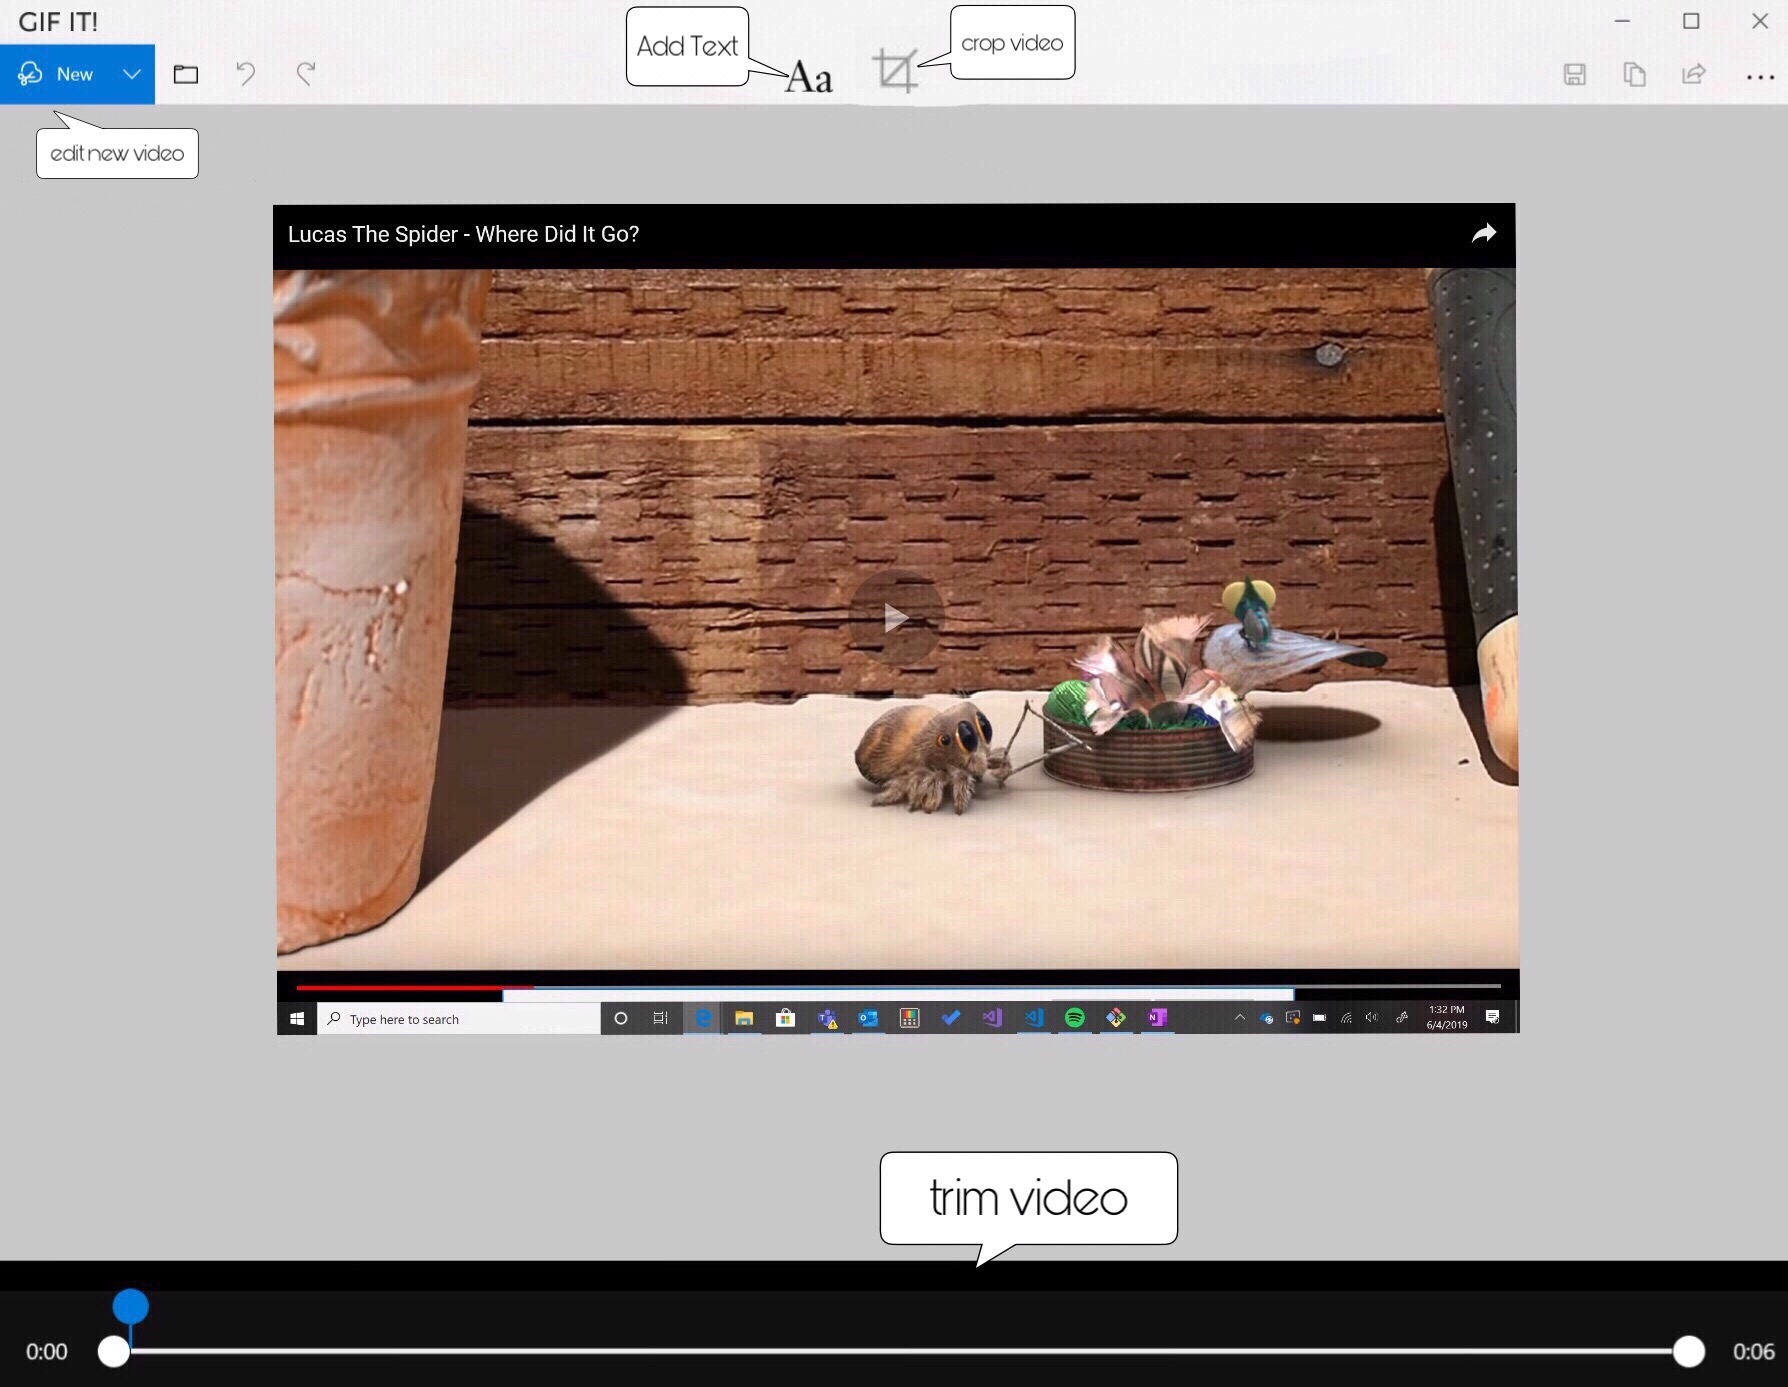 GIF IT!
Add Text
crop video
New
Aa
edit new video
Lucas The Spider - Where Did It Go?
Type here to search
1:32 PM
6/4/2019
trim video
0:00
0:06